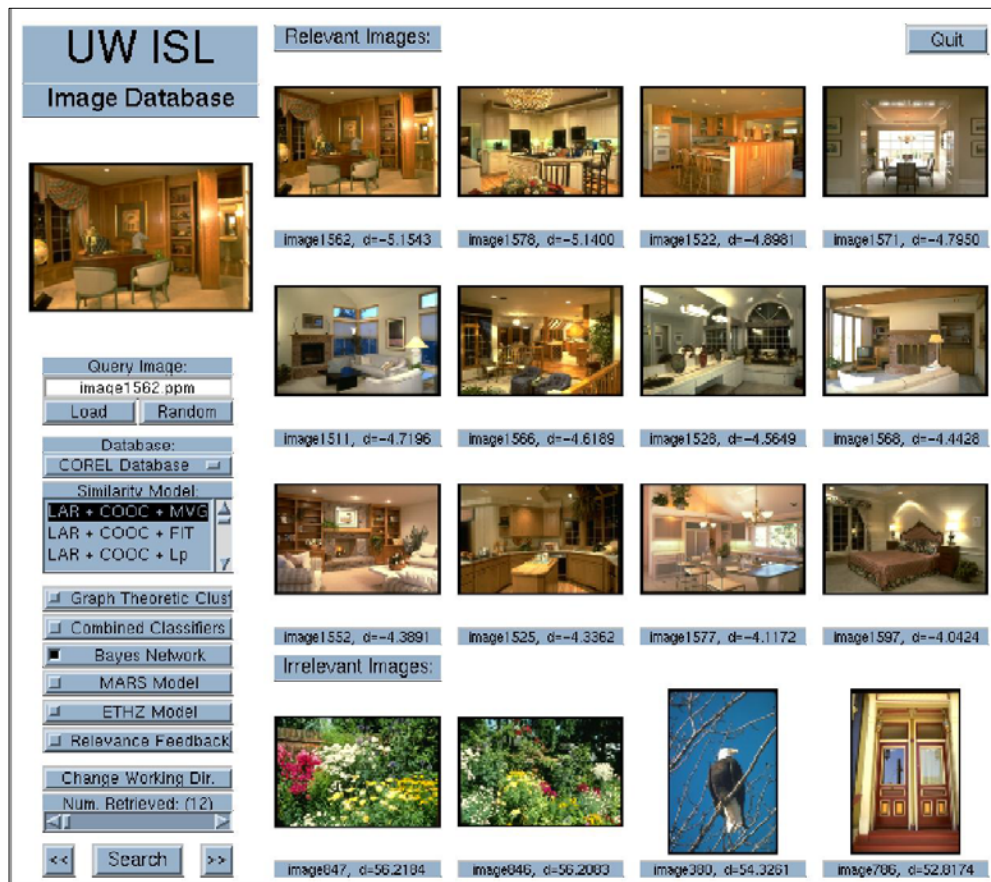 UW ISL
Image Database
Query Image:
image1562.ppm
Load Random
Database:
COREL Database
Similarity Model:
LAR + COOC + MVG
LAR + COOC + FIT
LAR + COOC + Lp
Graph Theoretic Clust
Combined Classifiers
Bayes Network
MARS Model
ETHZ Model
Relevance Feedback
Change Working Dir.
Num. Retrieved: (12)
<< Search >>
Relevant Images:
Quit
image1562, d=-5.1543
image1578, d=-5.1400
image1522, d=-4.8981
image1571, d=-4.7950
image1511, d=-4.7196
image1566, d=-4.6189
image1528, d=-4.5649
image1568, d=-4.4428
image1552, d=-4.3891
image1525, d=-4.3362
image1577, d=-4.1172
image1597, d=-4.0424
Irrelevant Images:
image847, d=56.2184
image846, d=56.2083
image380, d=54.3261
image786, d=52.8174